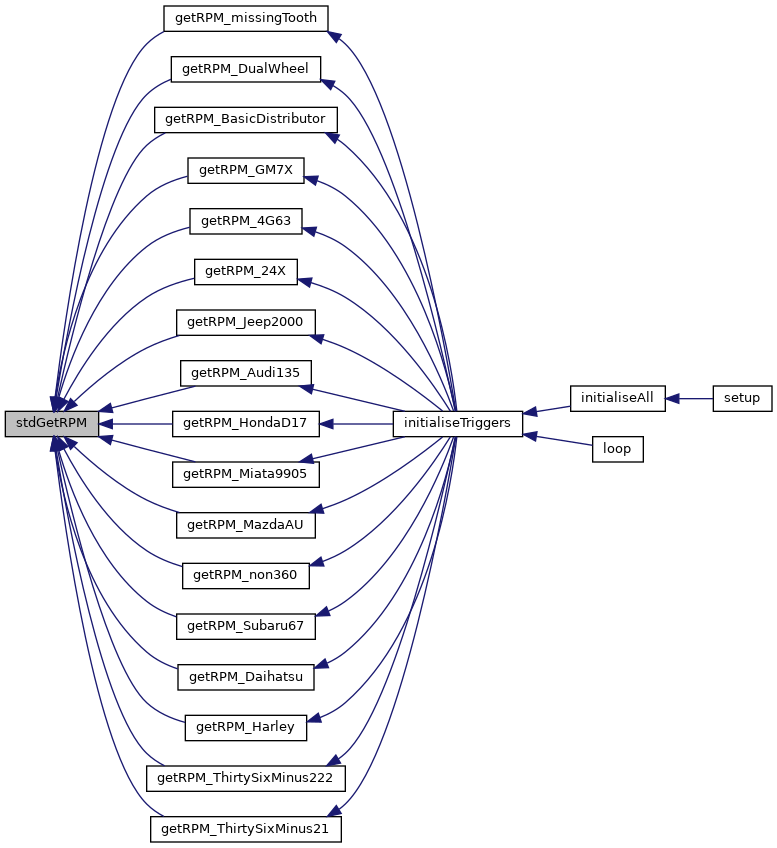 getRPM_missingTooth
getRPM_DualWheel
getRPM_BasicDistributor
getRPM_GM7X
getRPM_4G63
getRPM_24X
getRPM_Jeep2000
getRPM_Audi135
stdGetRPM
getRPM_HondaD17
initialiseTriggers
initialiseAll
setup
loop
getRPM_Miata9905
getRPM_MazdaAU
getRPM_non360
getRPM_Subaru67
getRPM_Daihatsu
getRPM_Harley
getRPM_ThirtySixMinus222
getRPM_ThirtySixMinus21